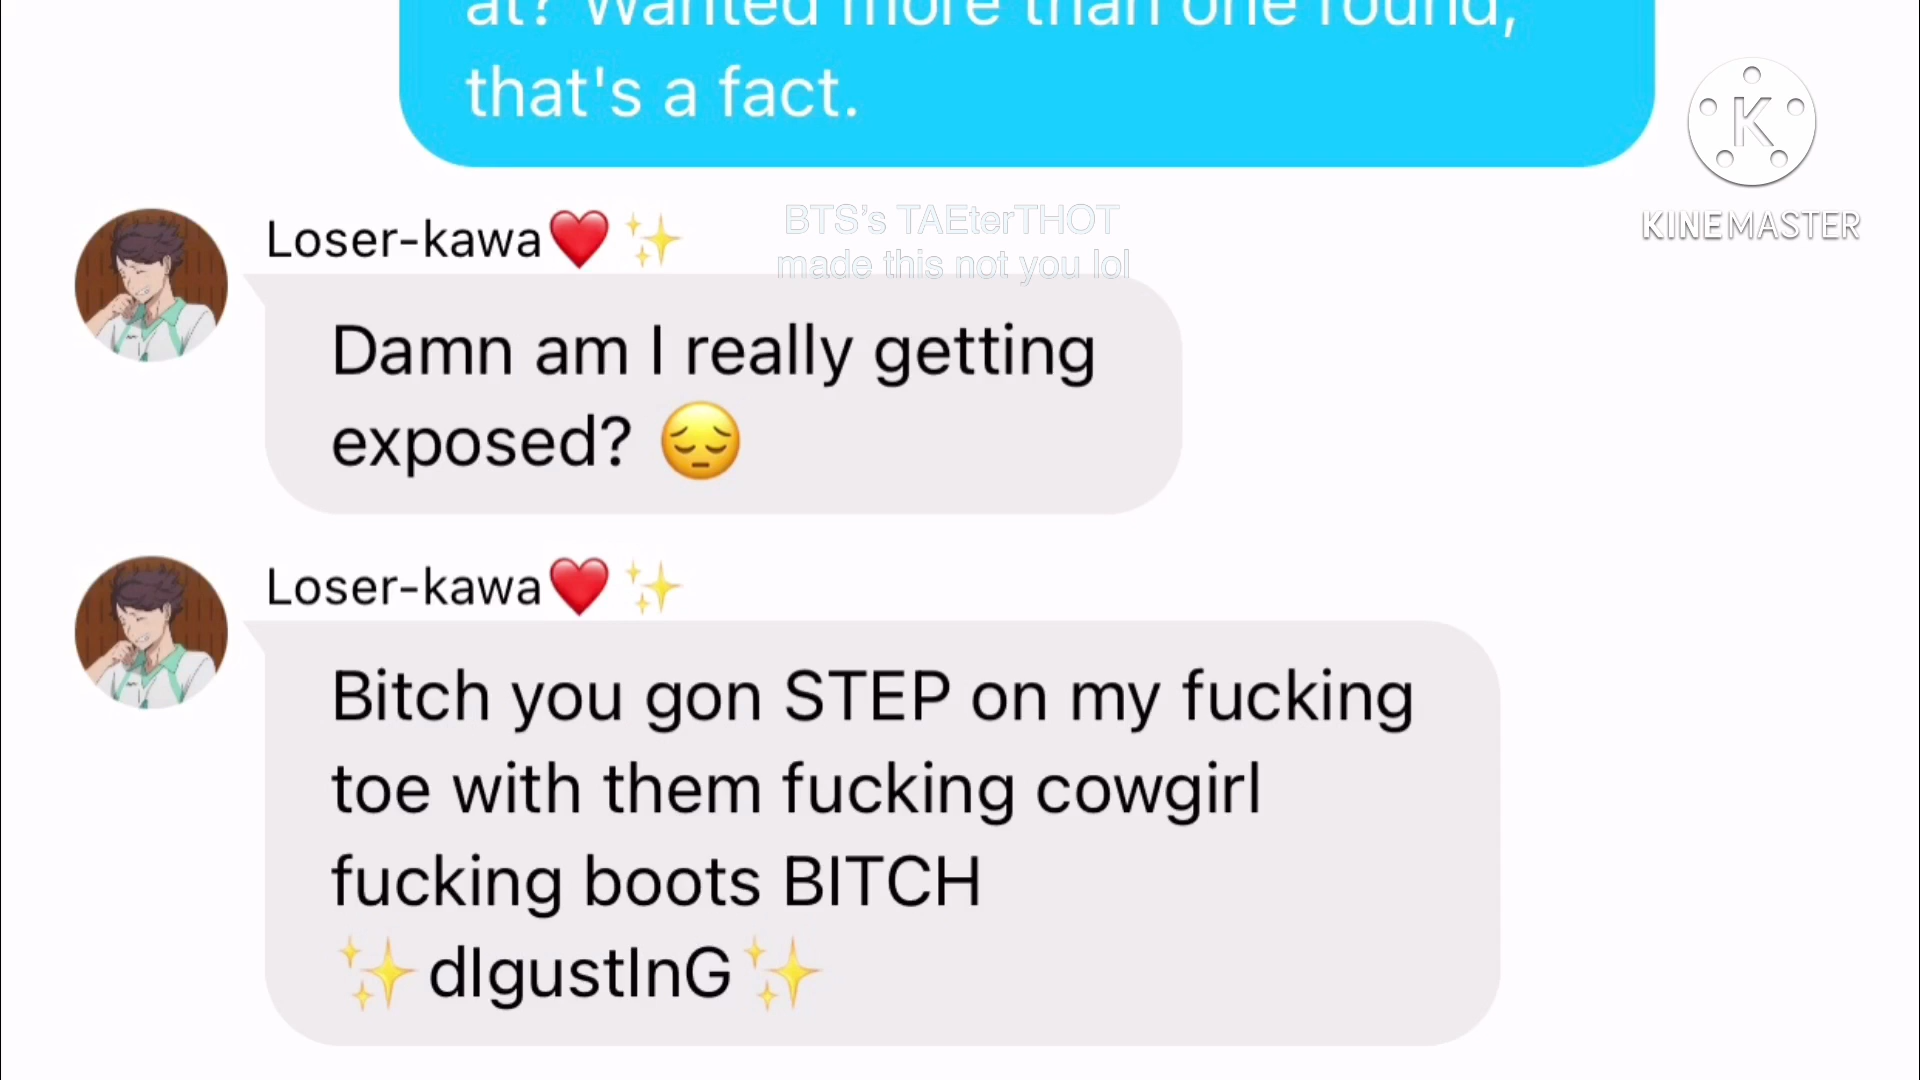 at? Wanted more than one round,
that's a fact.
K
KINEMASTER
Loser-kawa❤️✨
BTS's TAEterTHOT
made this not you lol
Damn am I really getting
exposed? 😔
Loser-kawa❤️✨
Bitch you gon STEP on my fucking
toe with them fucking cowgirl
fucking boots BITCH
✨dIgustInG✨